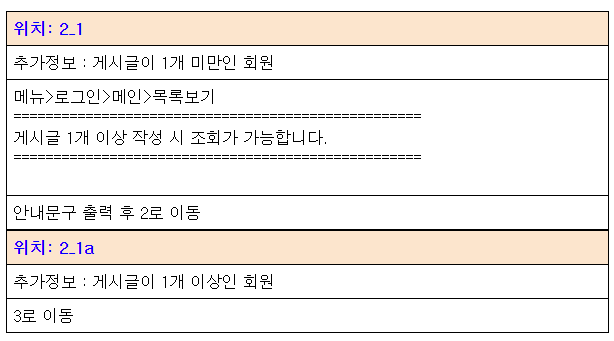 위치: 2_1
추가정보 : 게시글이 1개 미만인 회원
메뉴>로그인>메인>목록보기
===================================================
게시글 1개 이상 작성 시 조회가 가능합니다.
===================================================
안내문구 출력 후 2로 이동
위치: 2_1a
추가정보 : 게시글이 1개 이상인 회원
3로 이동